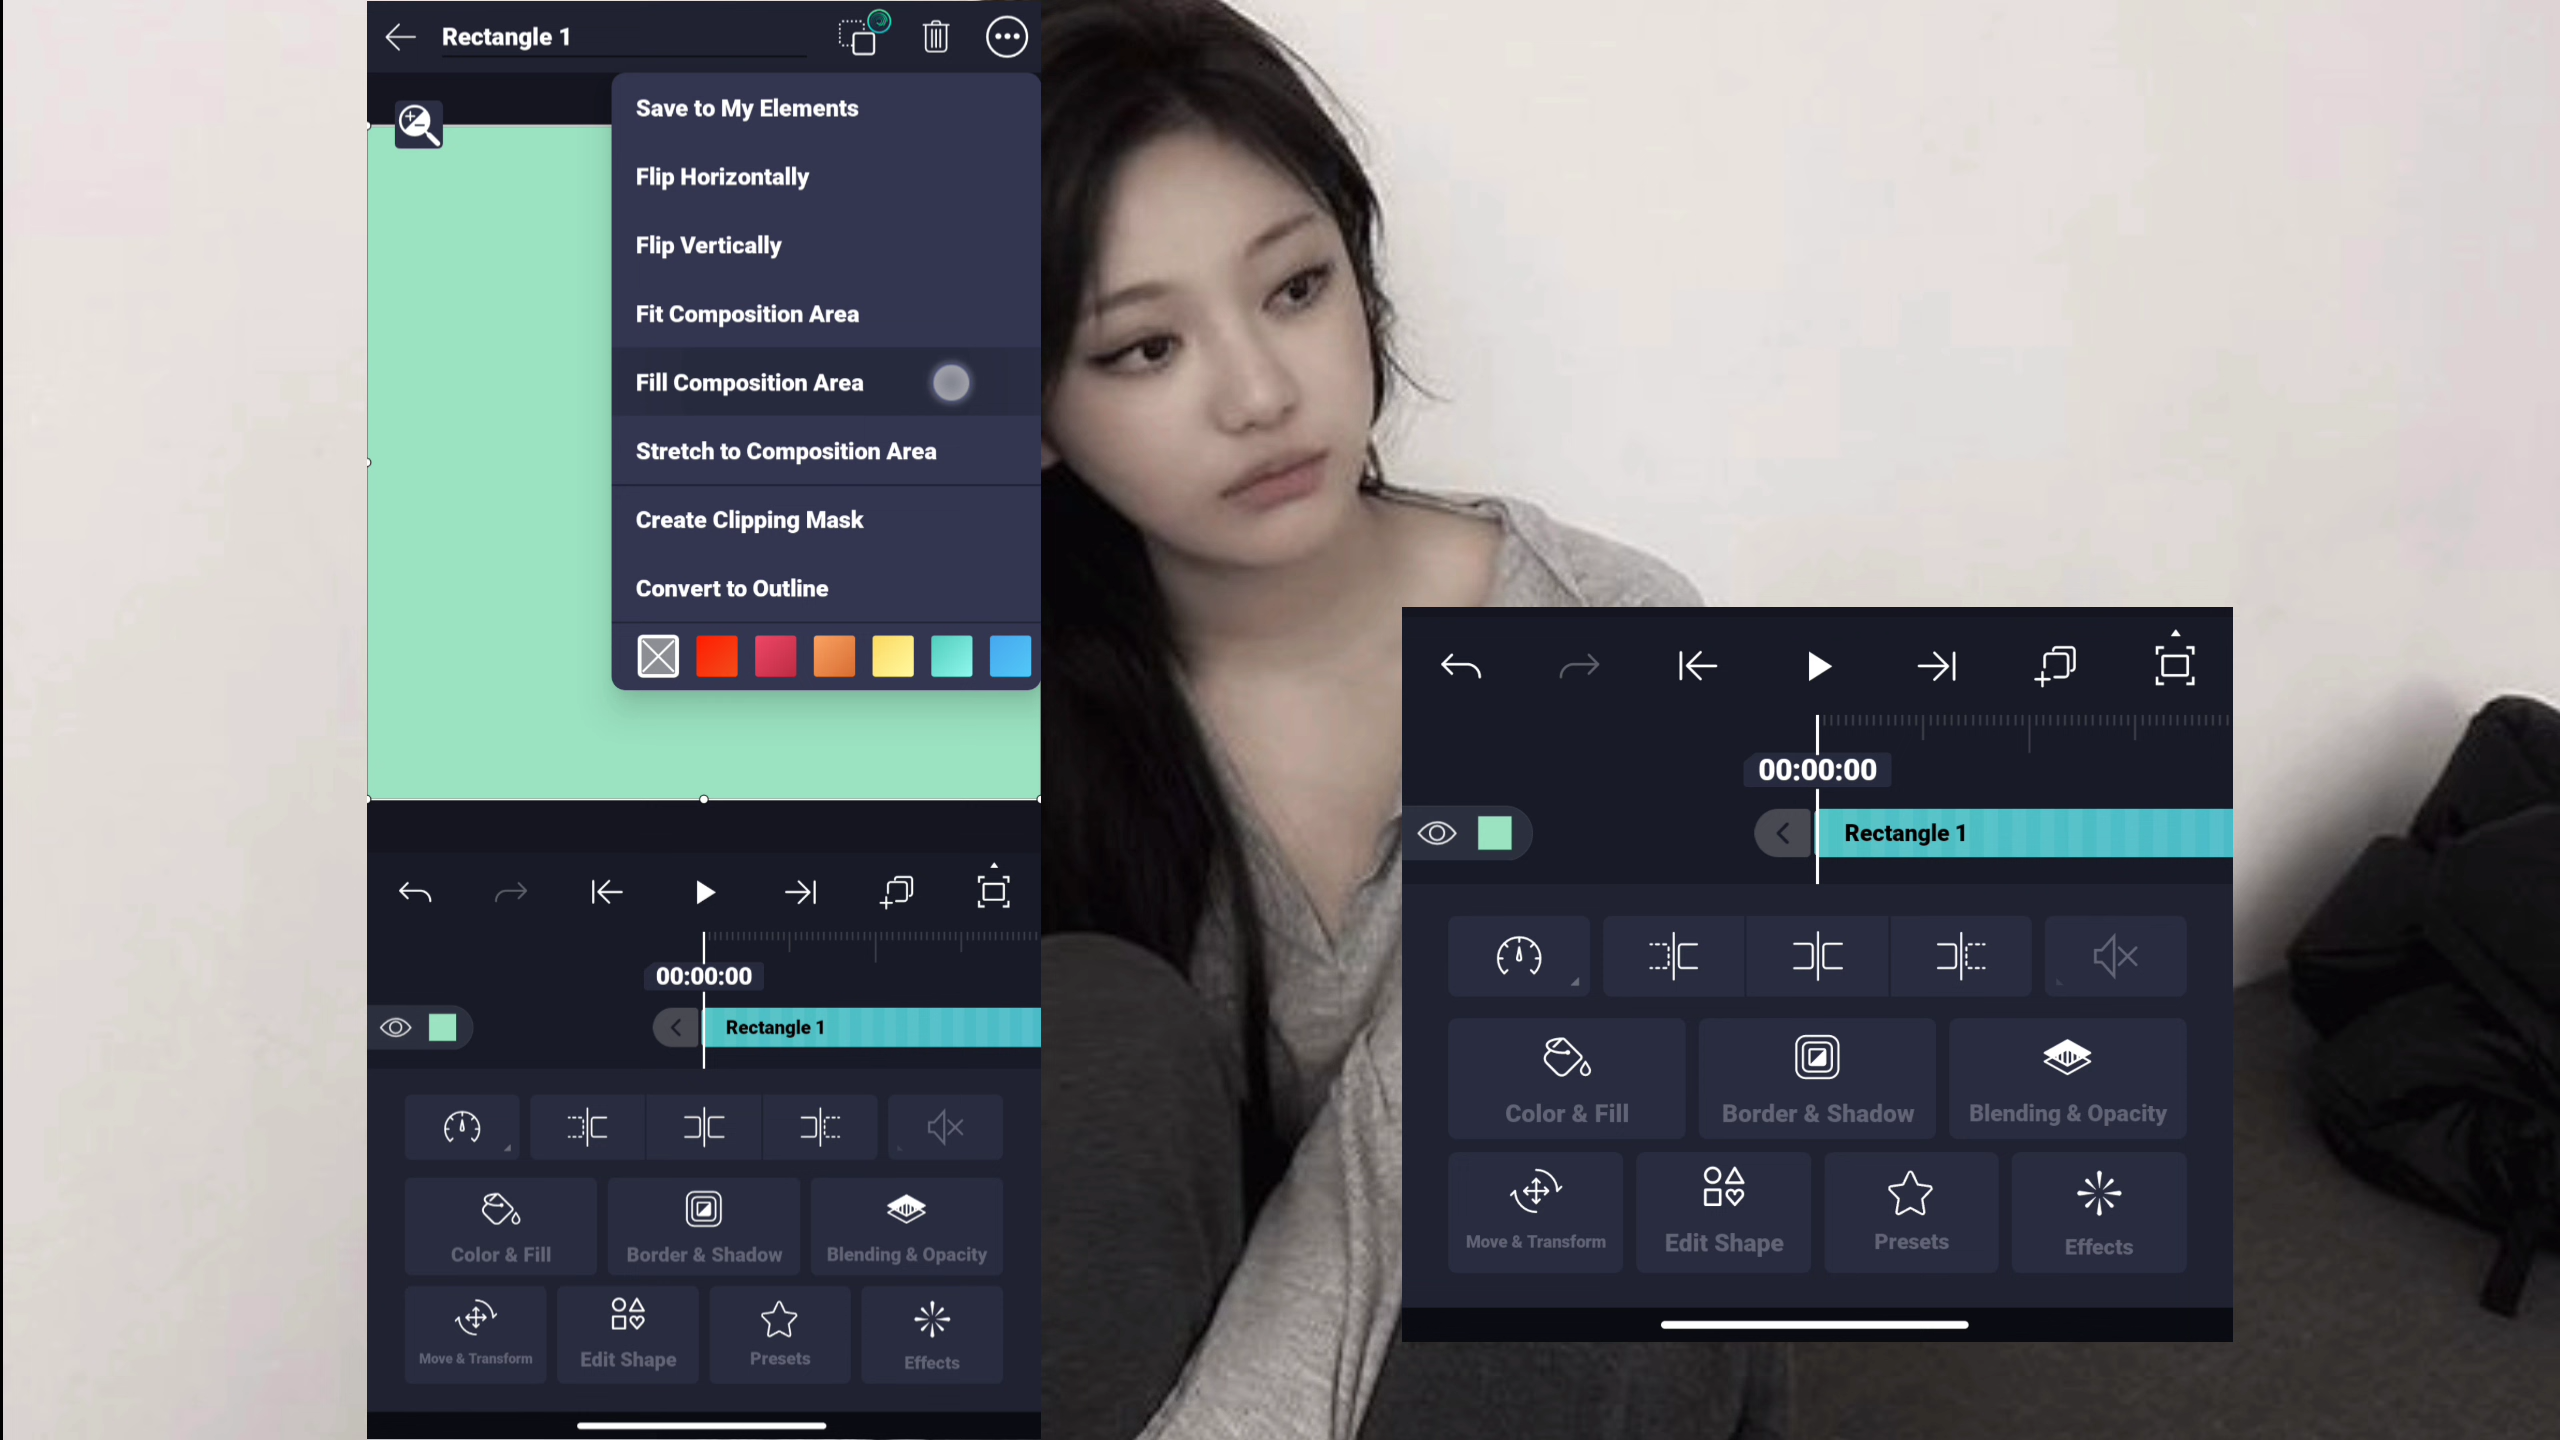 Rectangle 1
Save to My Elements
Flip Horizontally
Flip Vertically
Fit Composition Area
Fill Composition Area
Stretch to Composition Area
Create Clipping Mask
Convert to Outline
00:00:00
Rectangle 1
Color & Fill
Border & Shadow
Blending & Opacity
Move & Transform
Edit Shape
Presets
Effects
00:00:00
Rectangle 1
Color & Fill
Border & Shadow
Blending & Opacity
Move & Transform
Edit Shape
Presets
Effects